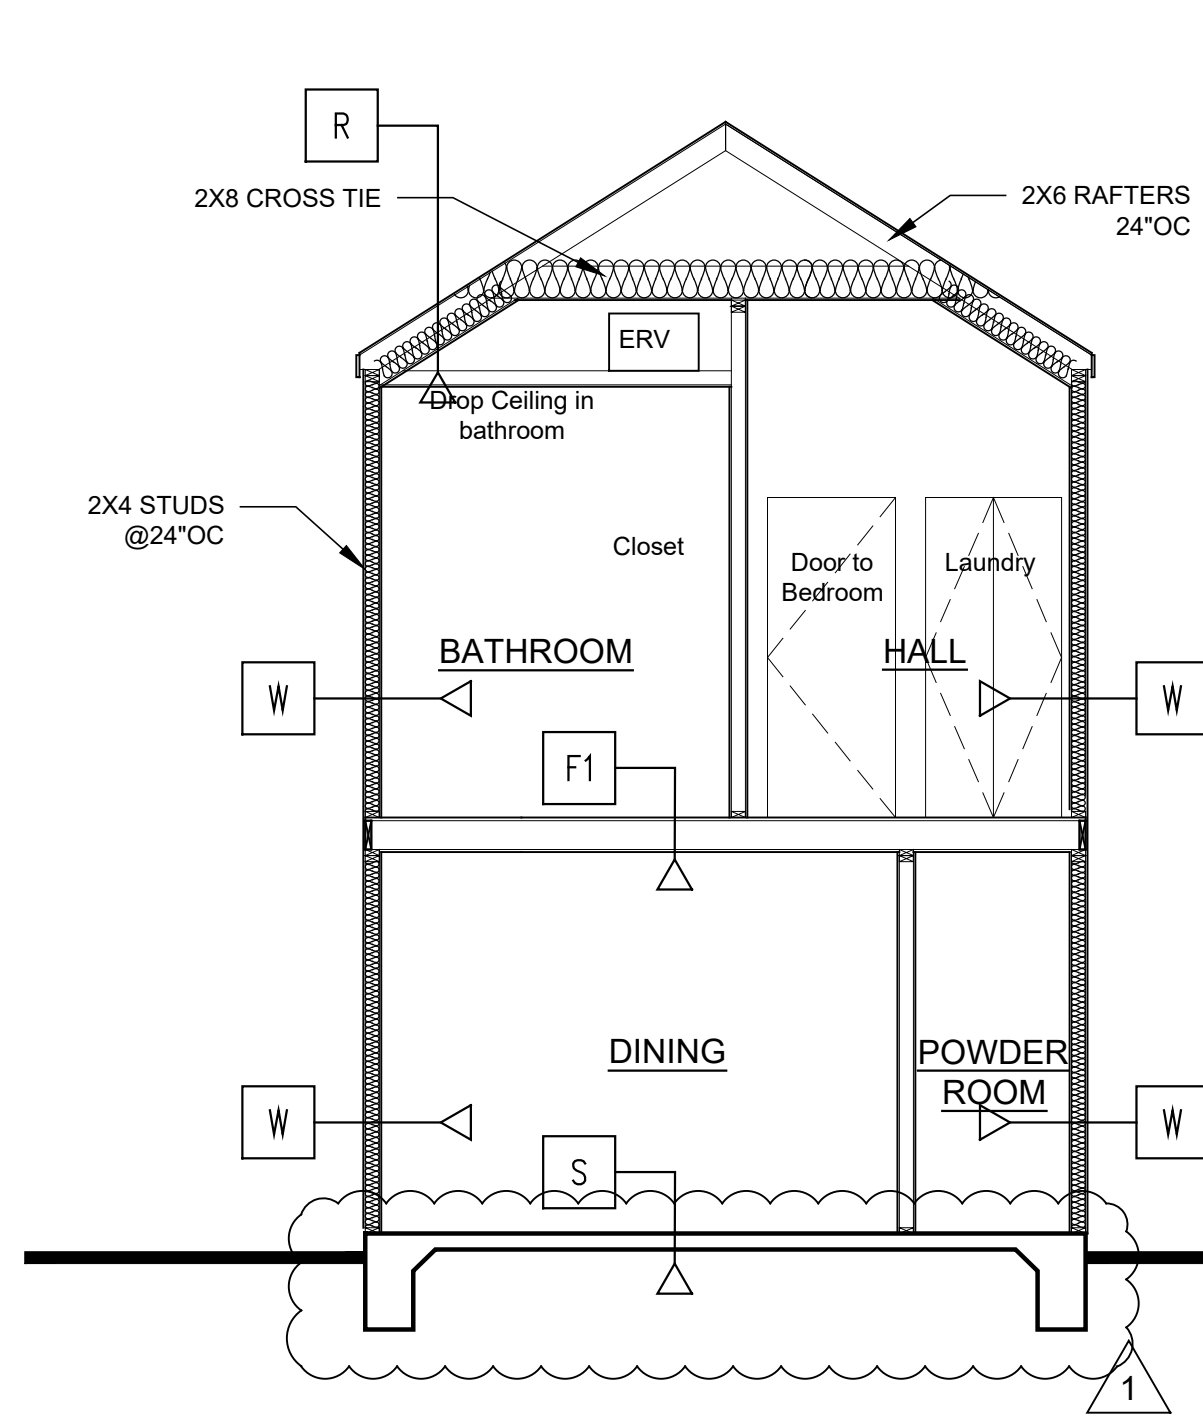 R
2X8 CROSS TIE
2X6 RAFTERS
24"OC
ERV
Drop Ceiling in
bathroom
2X4 STUDS
@24"OC
Closet
Door to
Bedroom
Laundry
BATHROOM
HALL
W
W
F1
DINING
POWDER
ROOM
W
W
S
1